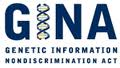 GINA
GENETIC INFORMATION
NONDISCRIMINATION ACT